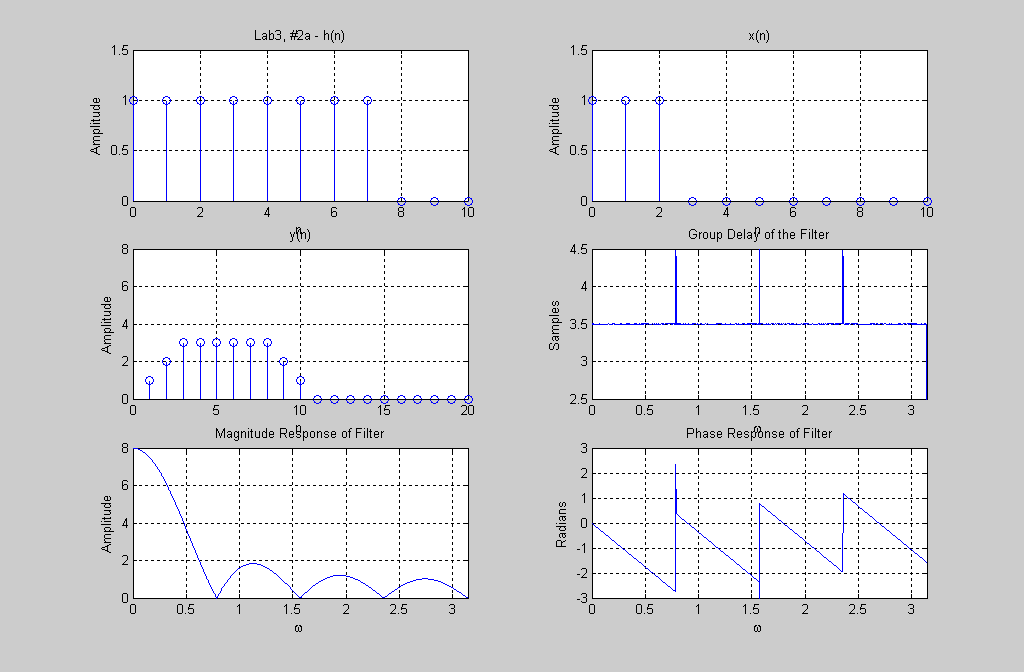 Lab3, #2a - h(n)
1.5
1
0.5
0
Amplitude
0 2 4 6 8 10
n
x(n)
1.5
1
0.5
0
Amplitude
0 2 4 6 8 10
n
y(n)
8
6
4
2
0
Amplitude
0 5 10 15 20
n
Group Delay of the Filter
4.5
4
3.5
3
2.5
Samples
0 0.5 1 1.5 2 2.5 3
ω
Magnitude Response of Filter
8
6
4
2
0
Amplitude
0 0.5 1 1.5 2 2.5 3
ω
Phase Response of Filter
3
2
1
0
-1
-2
-3
Radians
0 0.5 1 1.5 2 2.5 3
ω